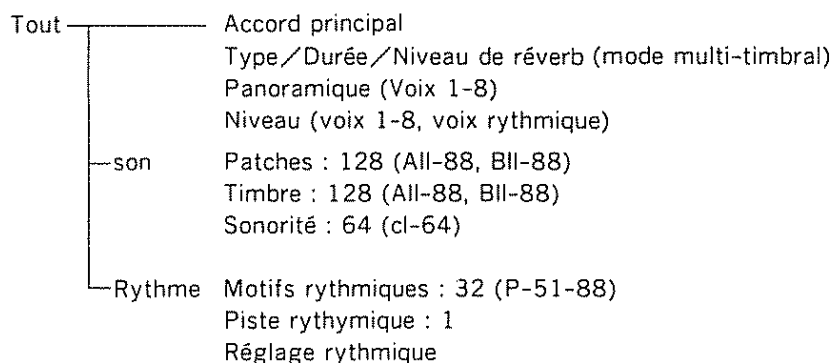 Tout Accord principal
Type/Durée/Niveau de réverb (mode multi-timbral)
Panoramique (Voix 1-8)
Niveau (voix 1-8, voix rythmique)
son Patches : 128 (All-88, Bll-88)
Timbre : 128 (All-88, Bll-88)
Sonorité : 64 (cl-64)
Rythme Motifs rythmiques : 32 (P-51-88)
Piste rythymique : 1
Réglage rythmique